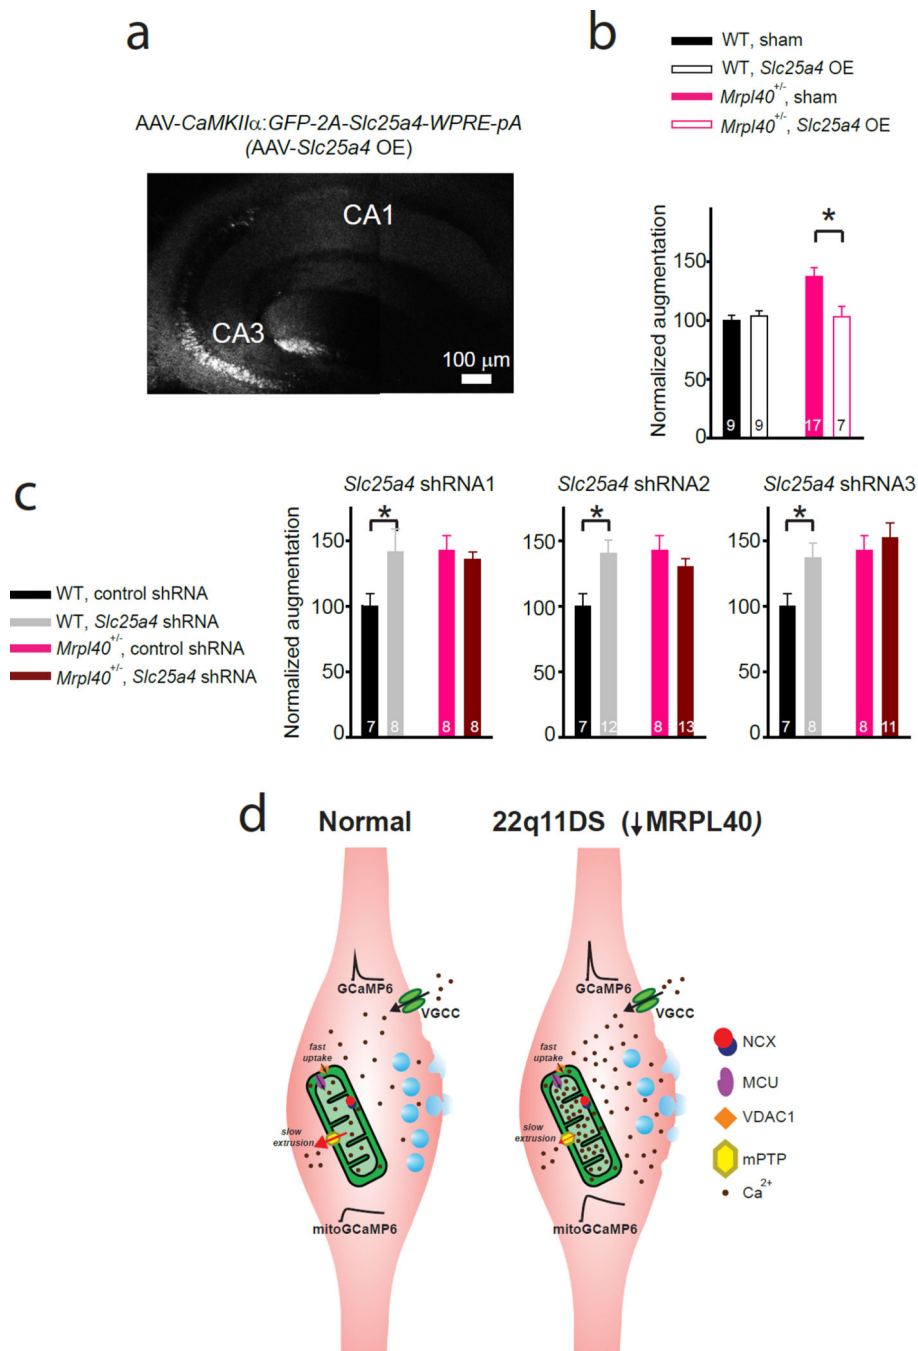 a
AAV-CaMKIIα:GFP-2A-Slc25a4-WPRE-pA
(AAV-Slc25a4 OE)
CA1
CA3
100 µm
b
WT, sham
WT, Slc25a4 OE
Mrpl40+/-, sham
Mrpl40+/-, Slc25a4 OE
Normalized augmentation
150
100
50
0
*
9
9
17
7
c
WT, control shRNA
WT, Slc25a4 shRNA
Mrpl40+/-, control shRNA
Mrpl40+/-, Slc25a4 shRNA
Normalized augmentation
Slc25a4 shRNA1
150
100
50
0
*
7
8
8
8
Slc25a4 shRNA2
150
100
50
0
*
7
12
8
13
Slc25a4 shRNA3
150
100
50
0
*
7
8
8
11
d
Normal
GCaMP6
VGCC
fast
uptake
slow
extrusion
mitoGCaMP6
22q11DS (↓MRPL40)
GCaMP6
VGCC
fast
uptake
slow
extrusion
mitoGCaMP6
NCX
MCU
VDAC1
mPTP
Ca2+